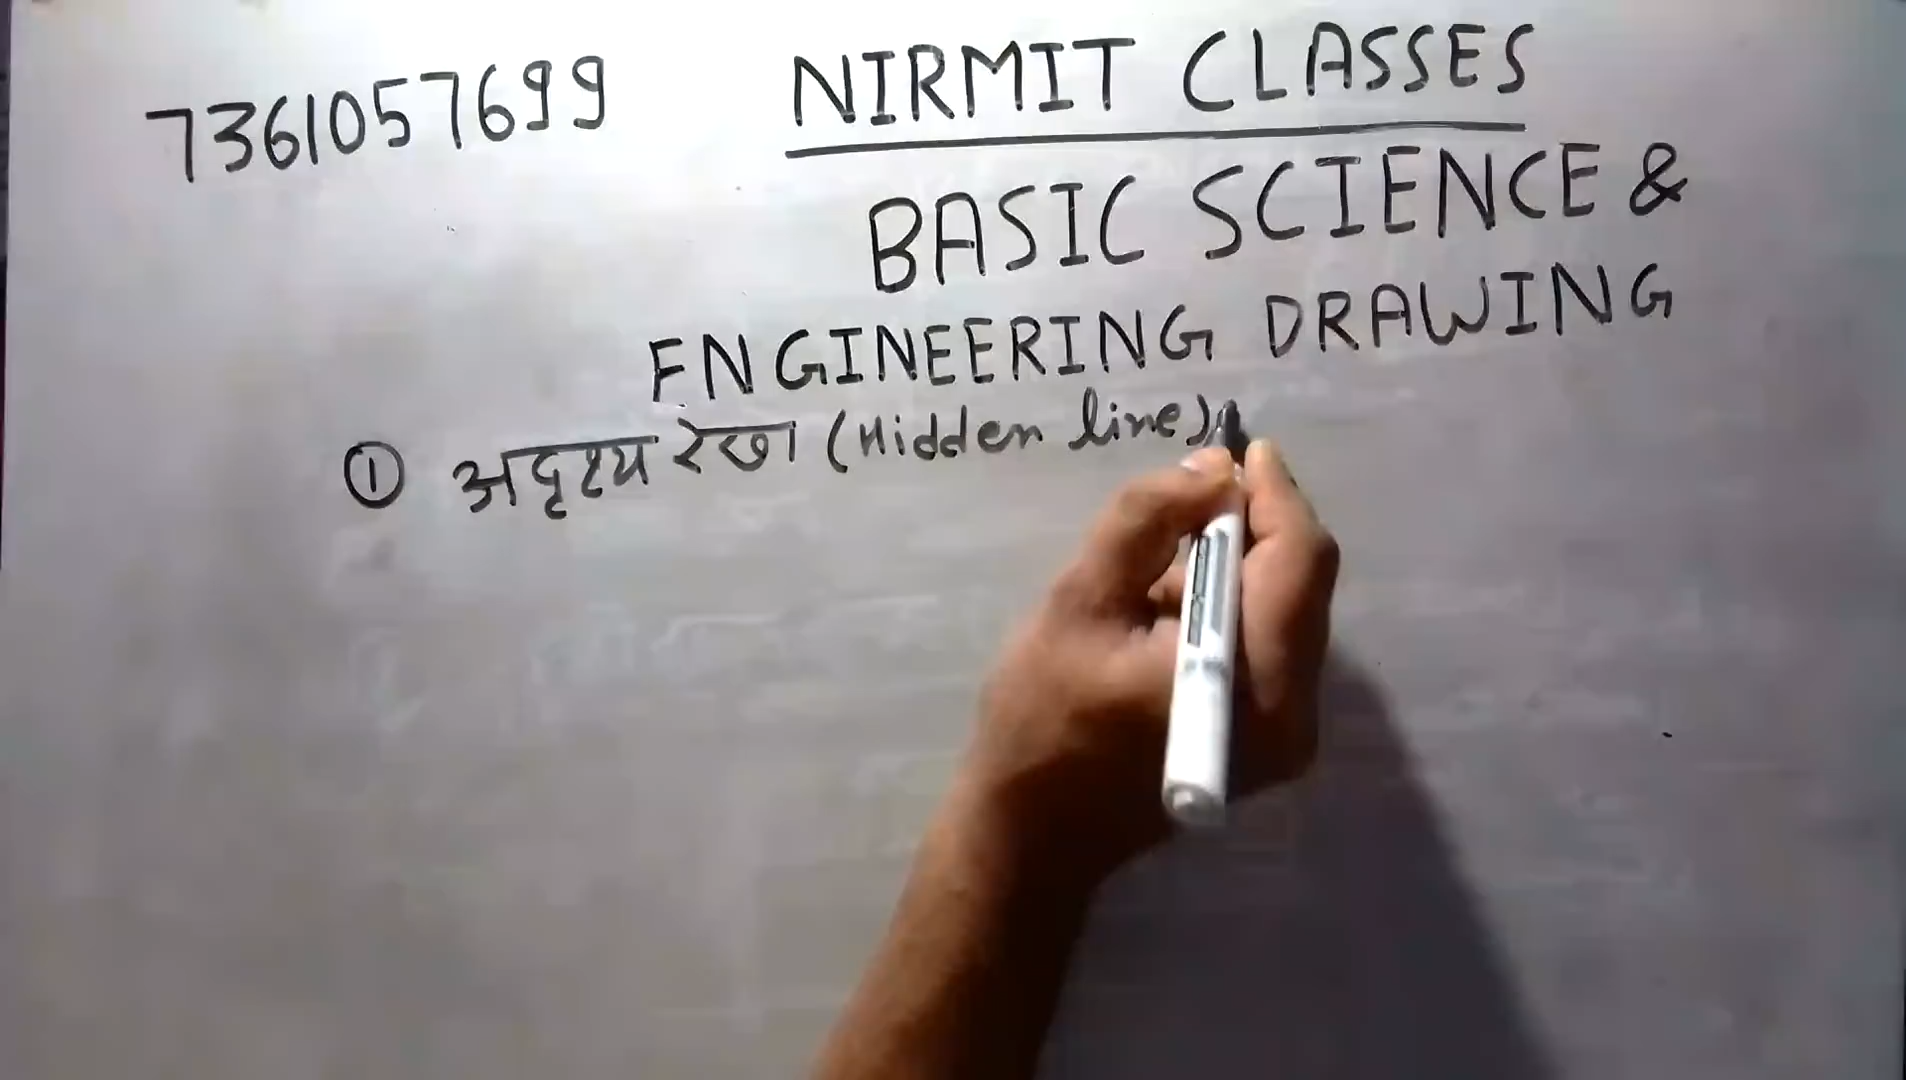 7361057699 NIRMIT CLASSES
BASIC SCIENCE &
ENGINEERING DRAWING
① अदृश्य रेखा (Hidden line)